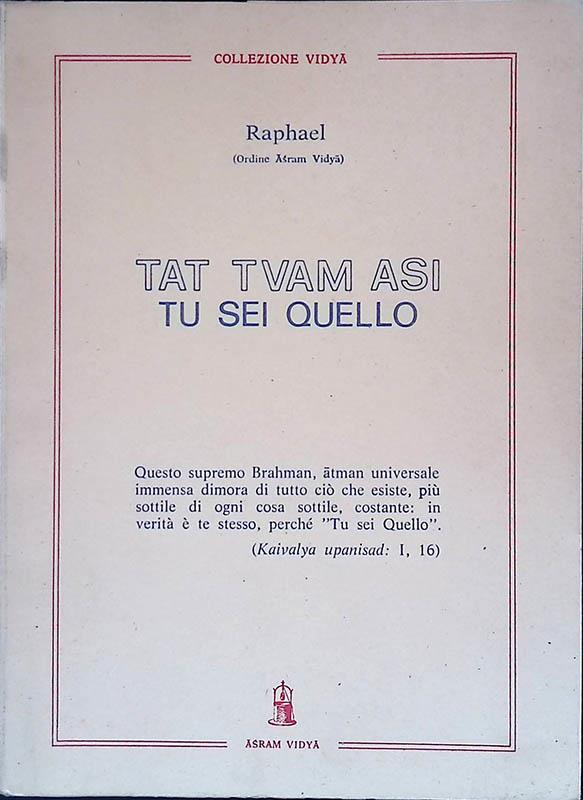 COLLEZIONE VIDYĀ
Raphael
(Ordine Āśram Vidyā)
TAT TVAM ASI
TU SEI QUELLO
Questo supremo Brahman, ātman universale
immensa dimora di tutto ciò che esiste, più
sottile di ogni cosa sottile, costante: in
verità è te stesso, perché "Tu sei Quello".
(Kaivalya upanisad: I, 16)
ĀŚRAM VIDYĀ